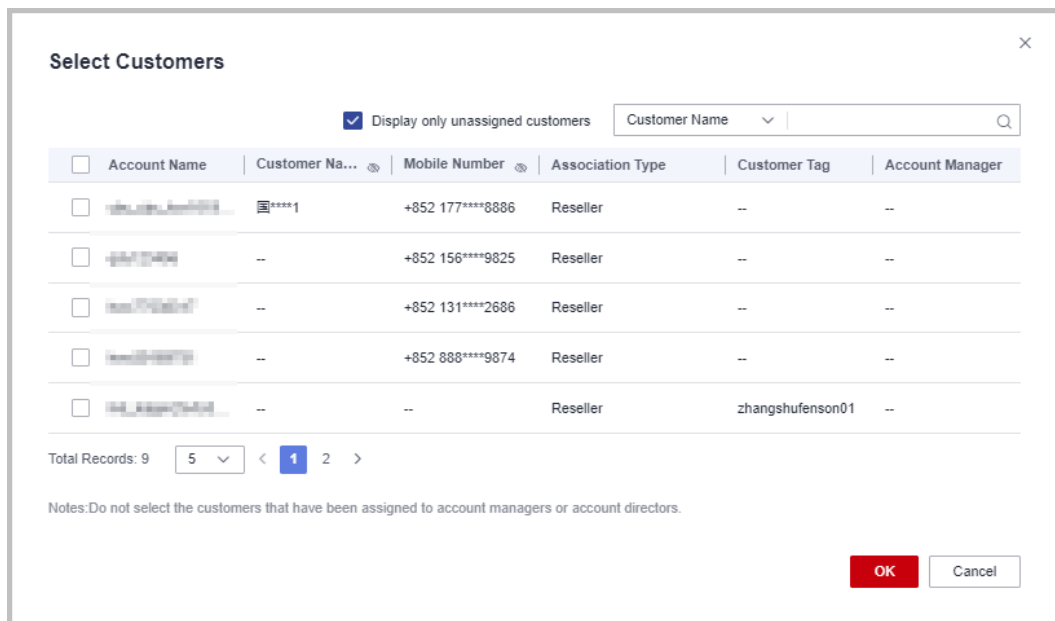 Select Customers
Display only unassigned customers Customer Name
Account Name Customer Na... Mobile Number Association Type Customer Tag Account Manager
国****1 +852 177****8886 Reseller -- --
-- +852 156****9825 Reseller -- --
-- +852 131****2686 Reseller -- --
-- +852 888****9874 Reseller -- --
-- -- Reseller zhangshufenson01 --
Total Records: 9 5 1 2
Notes:Do not select the customers that have been assigned to account managers or account directors.
OK Cancel